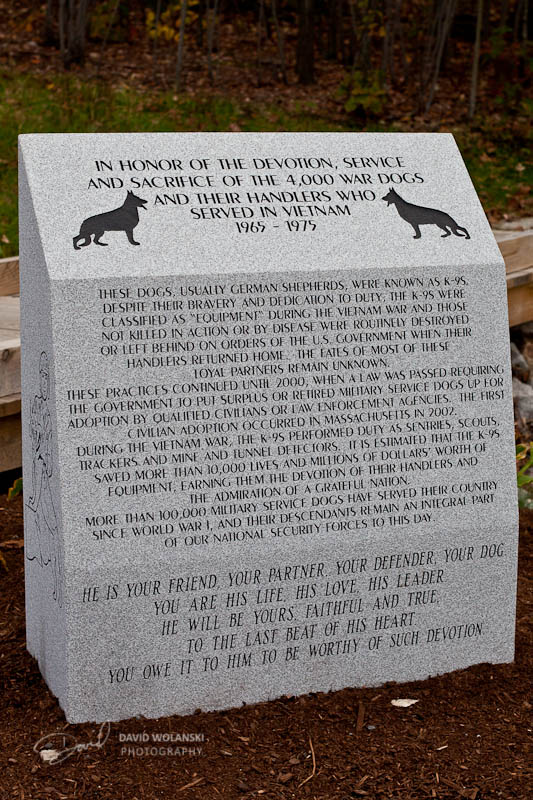 IN HONOR OF THE DEVOTION, SERVICE
AND SACRIFICE OF THE 4,000 WAR DOGS
AND THEIR HANDLERS WHO
SERVED IN VIETNAM
1965 - 1975
THESE DOGS, USUALLY GERMAN SHEPHERDS, WERE KNOWN AS K-9S.
DESPITE THEIR BRAVERY AND DEDICATION TO DUTY, THE K-9S WERE
CLASSIFIED AS "EQUIPMENT" DURING THE VIETNAM WAR AND THOSE
NOT KILLED IN ACTION OR BY DISEASE WERE ROUTINELY DESTROYED
OR LEFT BEHIND ON ORDERS OF THE U.S. GOVERNMENT WHEN THEIR
HANDLERS RETURNED HOME. THE FATES OF MOST OF THESE
LOYAL PARTNERS REMAIN UNKNOWN.
THESE PRACTICES CONTINUED UNTIL 2000, WHEN A LAW WAS PASSED REQUIRING
THE GOVERNMENT TO PUT SURPLUS OR RETIRED MILITARY SERVICE DOGS UP FOR
ADOPTION BY QUALIFIED CIVILIANS OR LAW ENFORCEMENT AGENCIES. THE FIRST
CIVILIAN ADOPTION OCCURRED IN MASSACHUSETTS IN 2002.
DURING THE VIETNAM WAR, THE K-9S PERFORMED DUTY AS SENTRIES, SCOUTS,
TRACKERS AND MINE AND TUNNEL DETECTORS. IT IS ESTIMATED THAT THE K-9S
SAVED MORE THAN 10,000 LIVES AND MILLIONS OF DOLLARS' WORTH OF
EQUIPMENT, EARNING THEM THE DEVOTION OF THEIR HANDLERS AND
THE ADMIRATION OF A GRATEFUL NATION.
MORE THAN 100,000 MILITARY SERVICE DOGS HAVE SERVED THEIR COUNTRY
SINCE WORLD WAR I, AND THEIR DESCENDANTS REMAIN AN INTEGRAL PART
OF OUR NATIONAL SECURITY FORCES TO THIS DAY.
HE IS YOUR FRIEND, YOUR PARTNER, YOUR DEFENDER, YOUR DOG.
YOU ARE HIS LIFE, HIS LOVE, HIS LEADER.
HE WILL BE YOURS, FAITHFUL AND TRUE,
TO THE LAST BEAT OF HIS HEART.
YOU OWE IT TO HIM TO BE WORTHY OF SUCH DEVOTION.
David
DAVID WOLANSKI
PHOTOGRAPHY